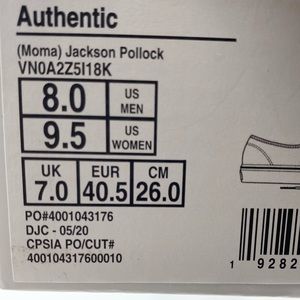 Authentic
(Moma) Jackson Pollock
VN0A2Z5I18K
8.0 US MEN
9.5 US WOMEN
UK EUR CM
7.0 40.5 26.0
PO#4001043176
DJC - 05/20
CPSIA PO/CUT#
400104317600010
1 9282